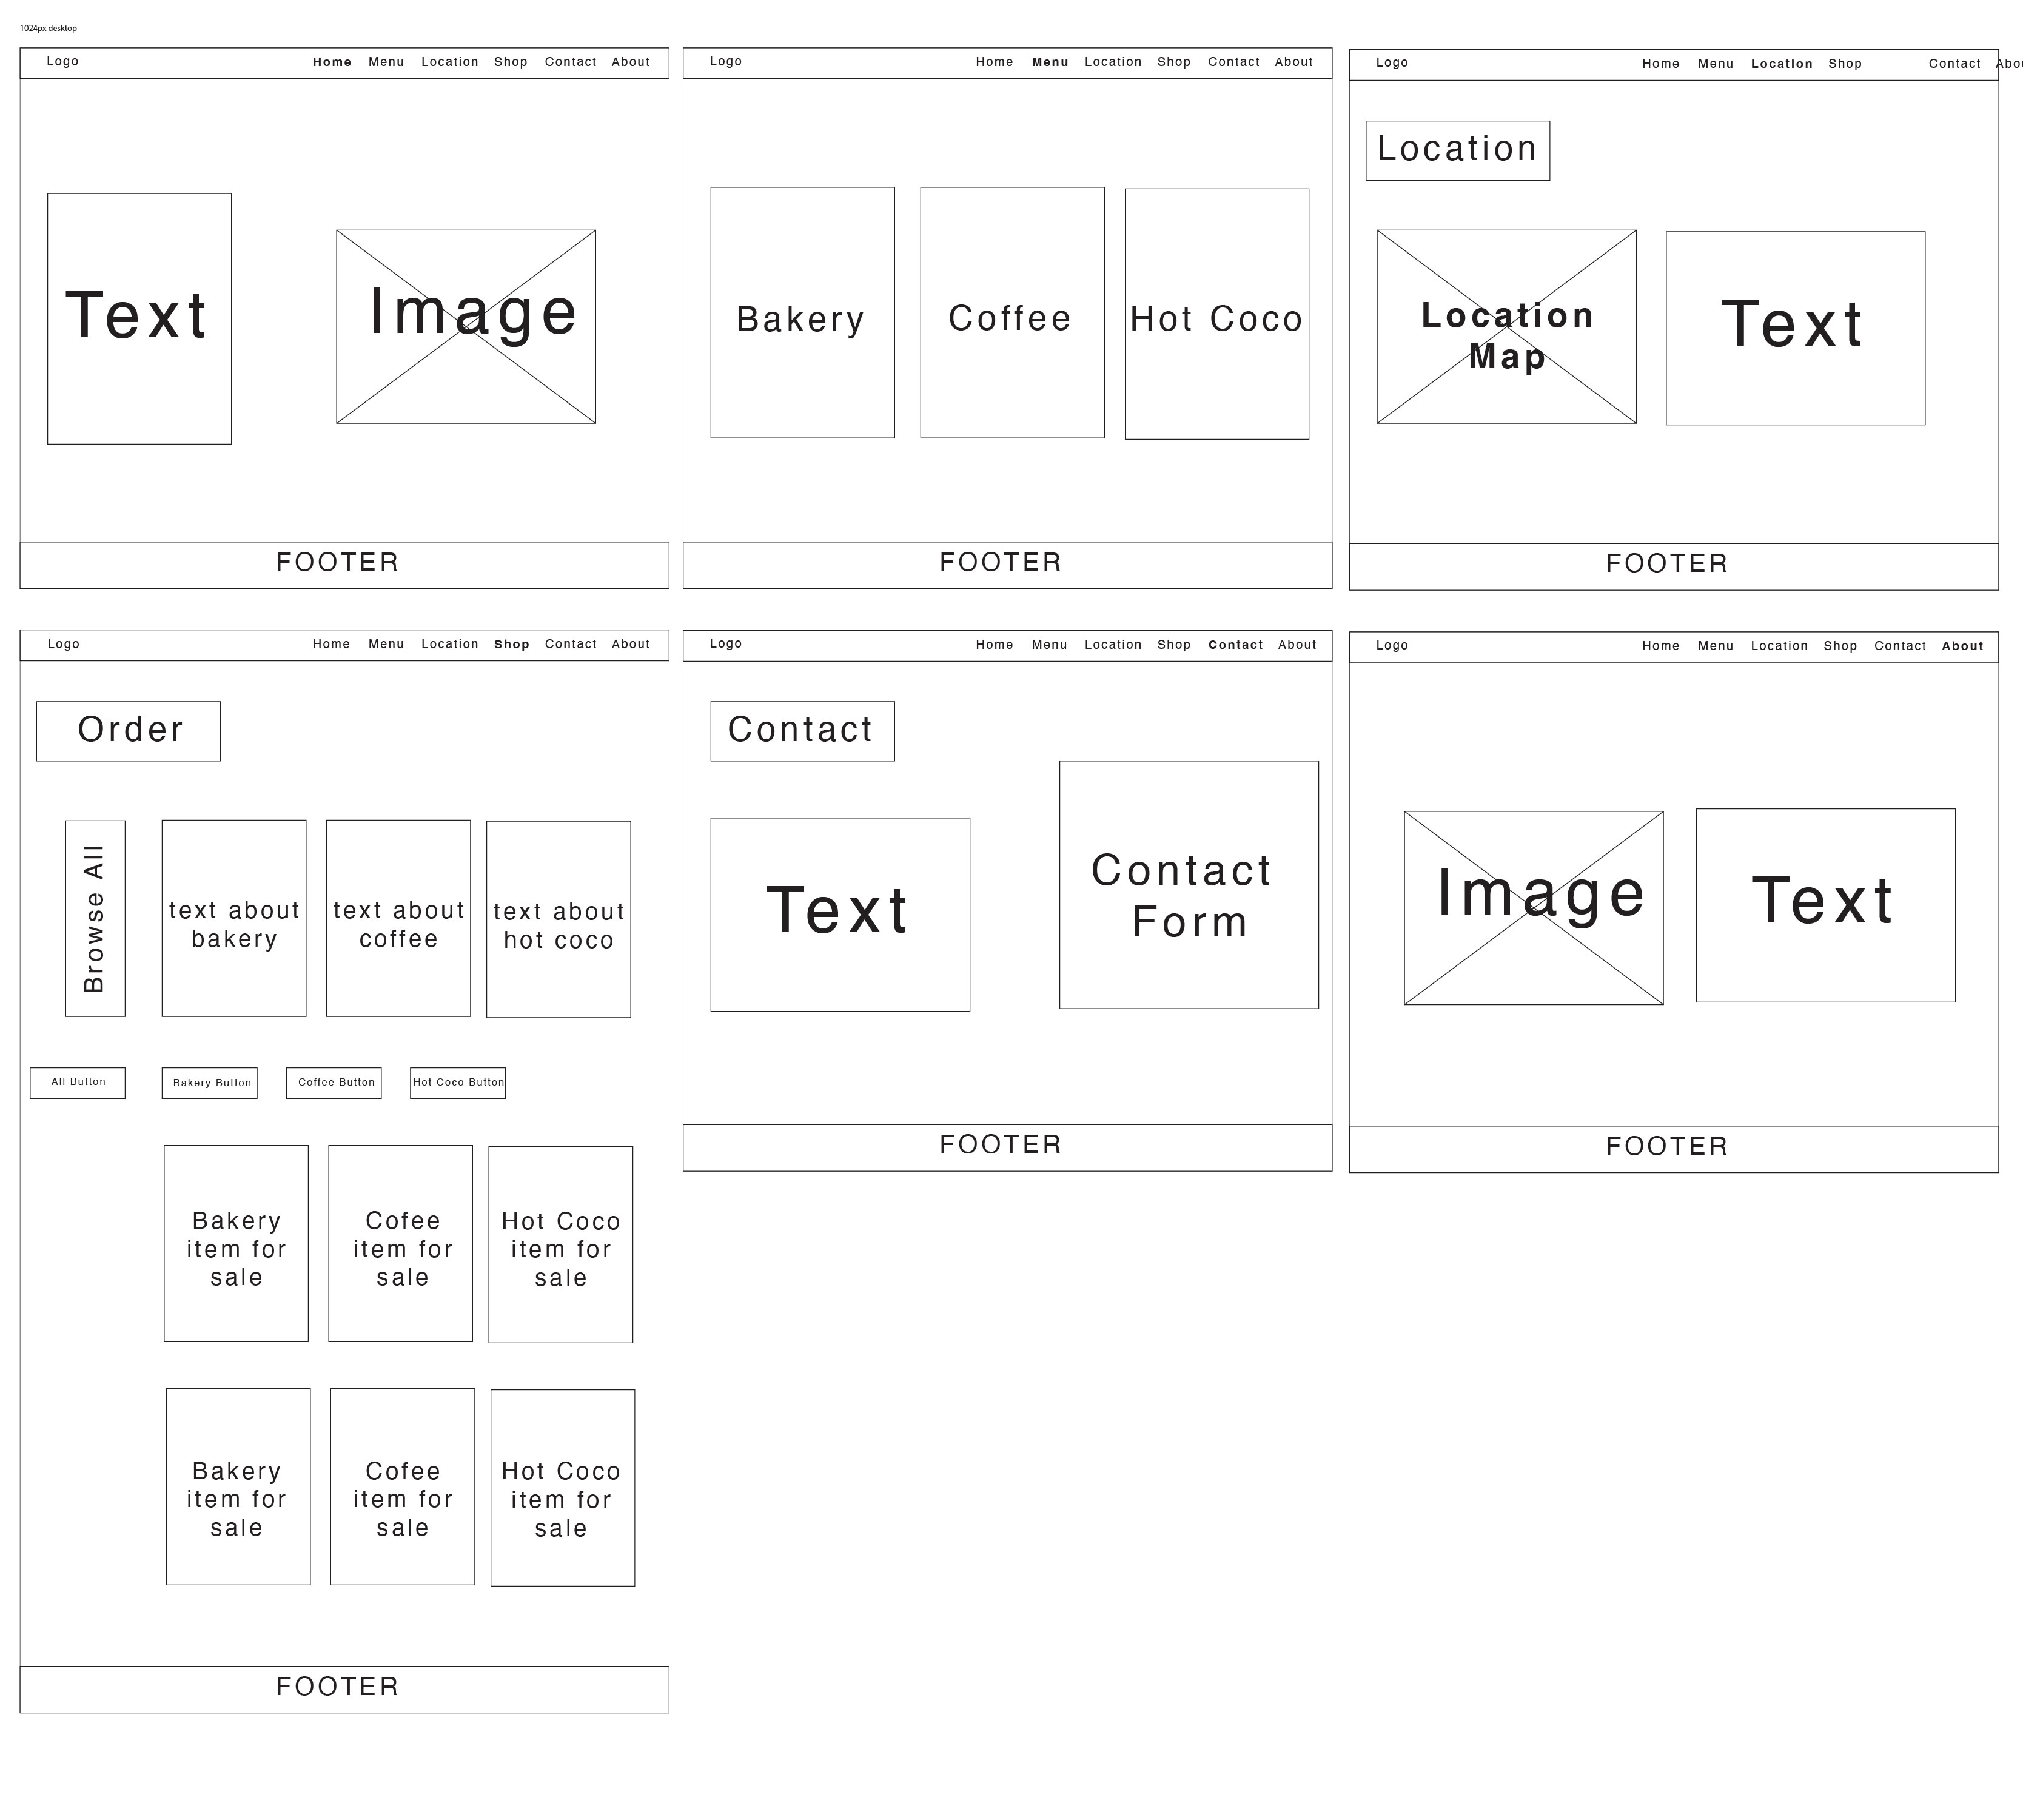 1024px desktop
Logo Home Menu Location Shop Contact About
Text
Image
FOOTER
Logo Home Menu Location Shop Contact About
Bakery
Coffee
Hot Coco
FOOTER
Logo Home Menu Location Shop Contact Abou
Location
Location
Map
Text
FOOTER
Logo Home Menu Location Shop Contact About
Order
Browse All
text about
bakery
text about
coffee
text about
hot coco
All Button
Bakery Button
Coffee Button
Hot Coco Button
Bakery
item for
sale
Cofee
item for
sale
Hot Coco
item for
sale
Bakery
item for
sale
Cofee
item for
sale
Hot Coco
item for
sale
FOOTER
Logo Home Menu Location Shop Contact About
Contact
Text
Contact
Form
FOOTER
Logo Home Menu Location Shop Contact About
Image
Text
FOOTER